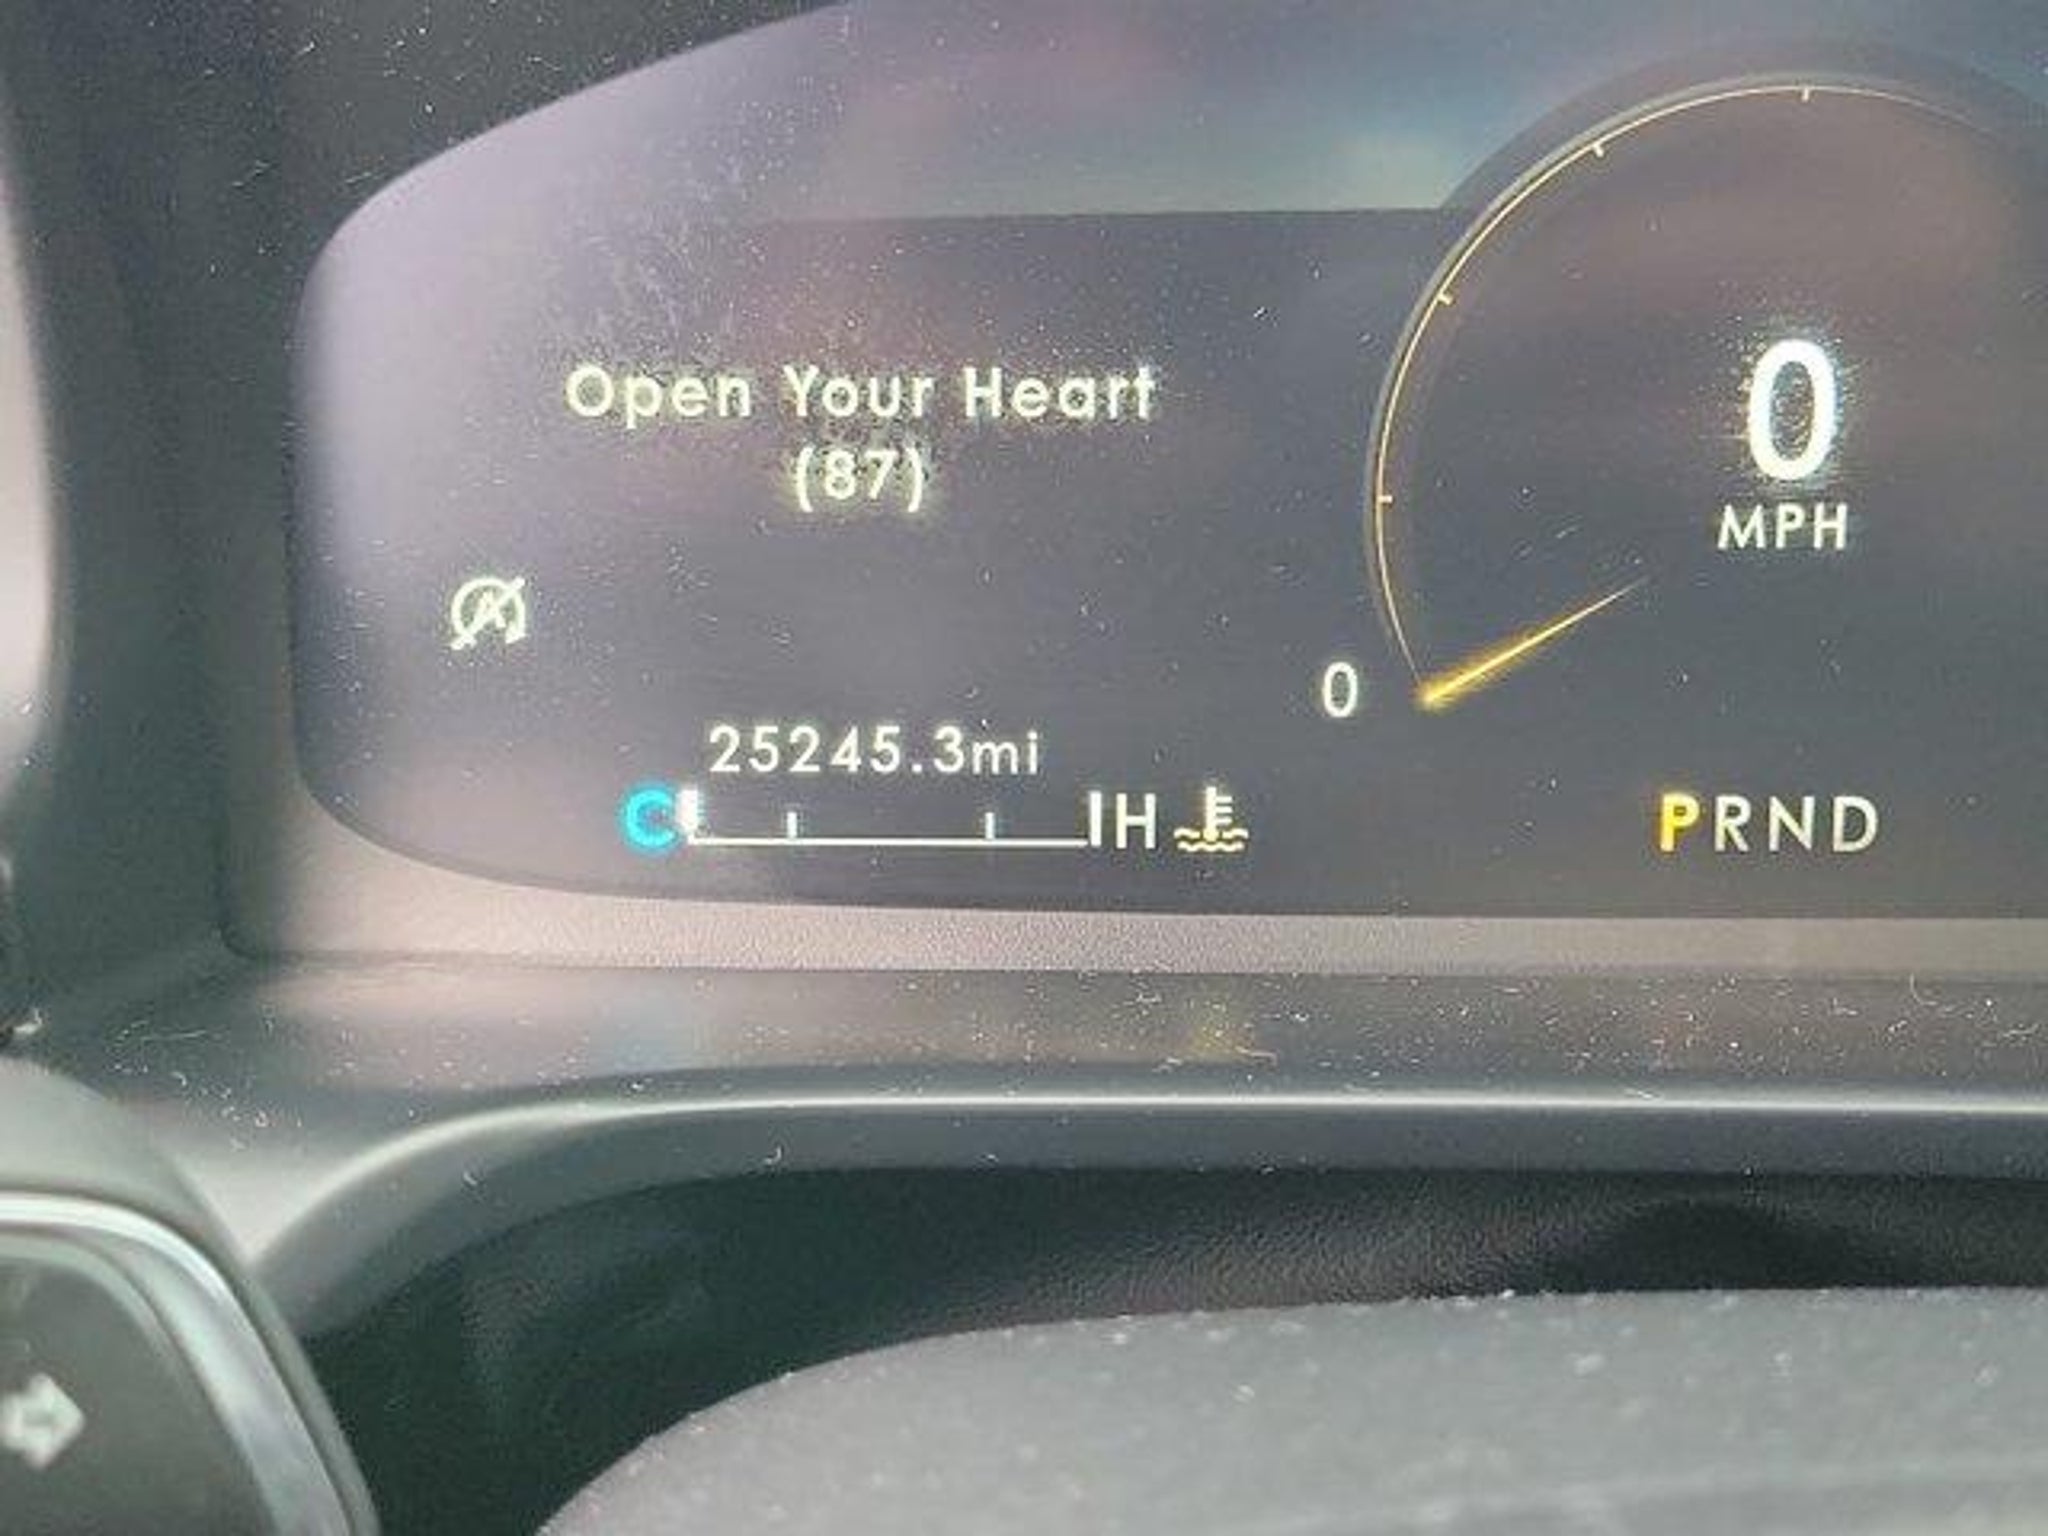 Open Your Heart
(87)
0
MPH
A
0
25245.3mi
C H
PRND